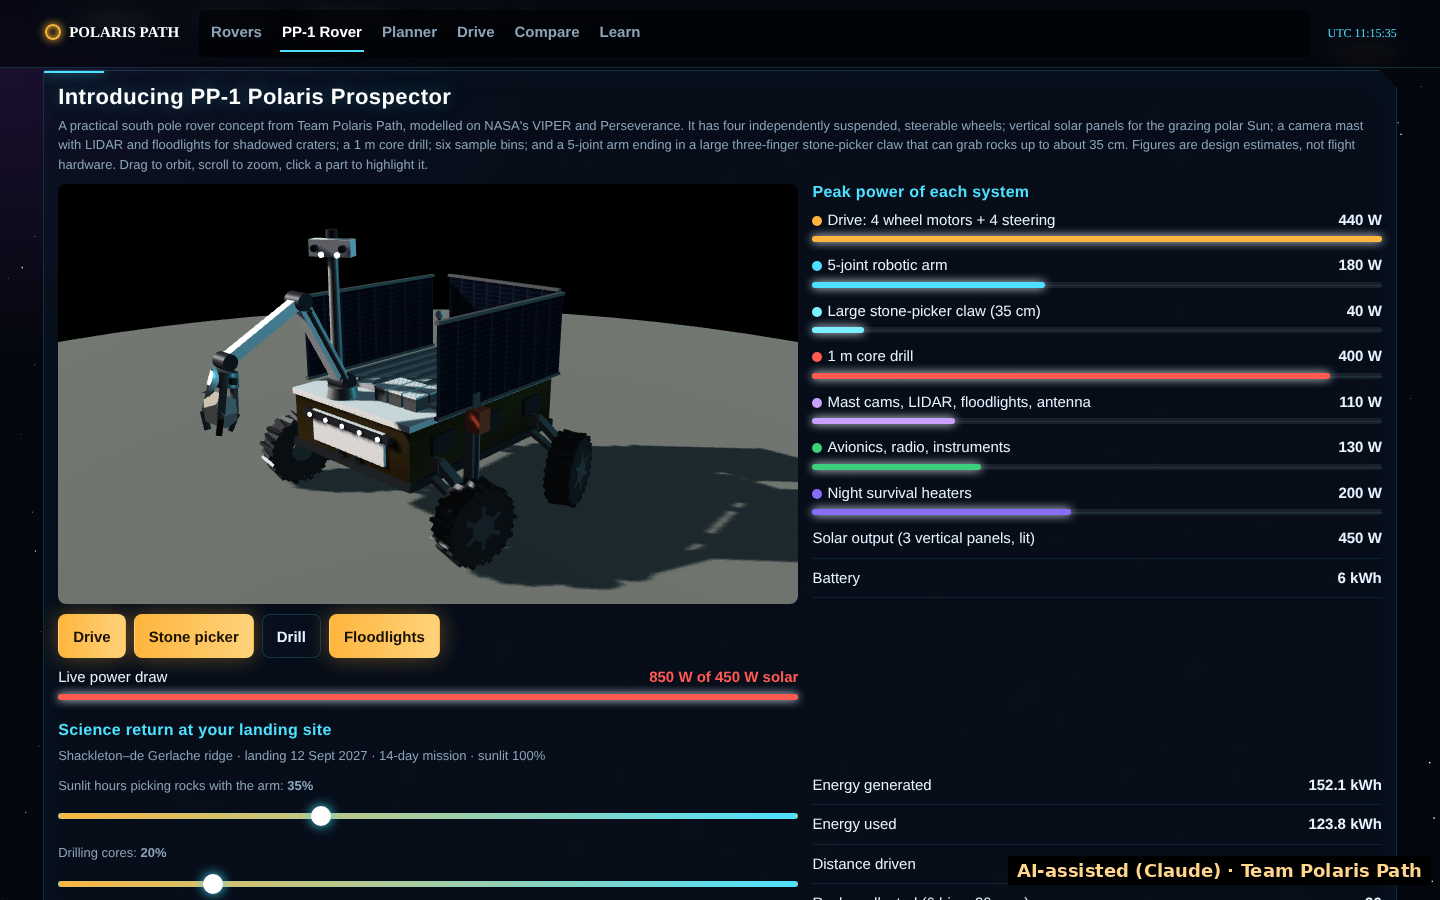 POLARIS PATH
Rovers
PP-1 Rover
Planner
Drive
Compare
Learn
UTC 11:15:35
Introducing PP-1 Polaris Prospector
A practical south pole rover concept from Team Polaris Path, modelled on NASA's VIPER and Perseverance. It has four independently suspended, steerable wheels; vertical solar panels for the grazing polar Sun; a camera mast
with LIDAR and floodlights for shadowed craters; a 1 m core drill; six sample bins; and a 5-joint arm ending in a large three-finger stone-picker claw that can grab rocks up to about 35 cm. Figures are design estimates, not flight
hardware. Drag to orbit, scroll to zoom, click a part to highlight it.
Peak power of each system
Drive: 4 wheel motors + 4 steering 440 W
5-joint robotic arm 180 W
Large stone-picker claw (35 cm) 40 W
1 m core drill 400 W
Mast cams, LIDAR, floodlights, antenna 110 W
Avionics, radio, instruments 130 W
Night survival heaters 200 W
Solar output (3 vertical panels, lit) 450 W
Battery 6 kWh
Drive
Stone picker
Drill
Floodlights
Live power draw 850 W of 450 W solar
Science return at your landing site
Shackleton–de Gerlache ridge · landing 12 Sept 2027 · 14-day mission · sunlit 100%
Sunlit hours picking rocks with the arm: 35%
Drilling cores: 20%
Energy generated 152.1 kWh
Energy used 123.8 kWh
Distance driven
AI-assisted (Claude) · Team Polaris Path